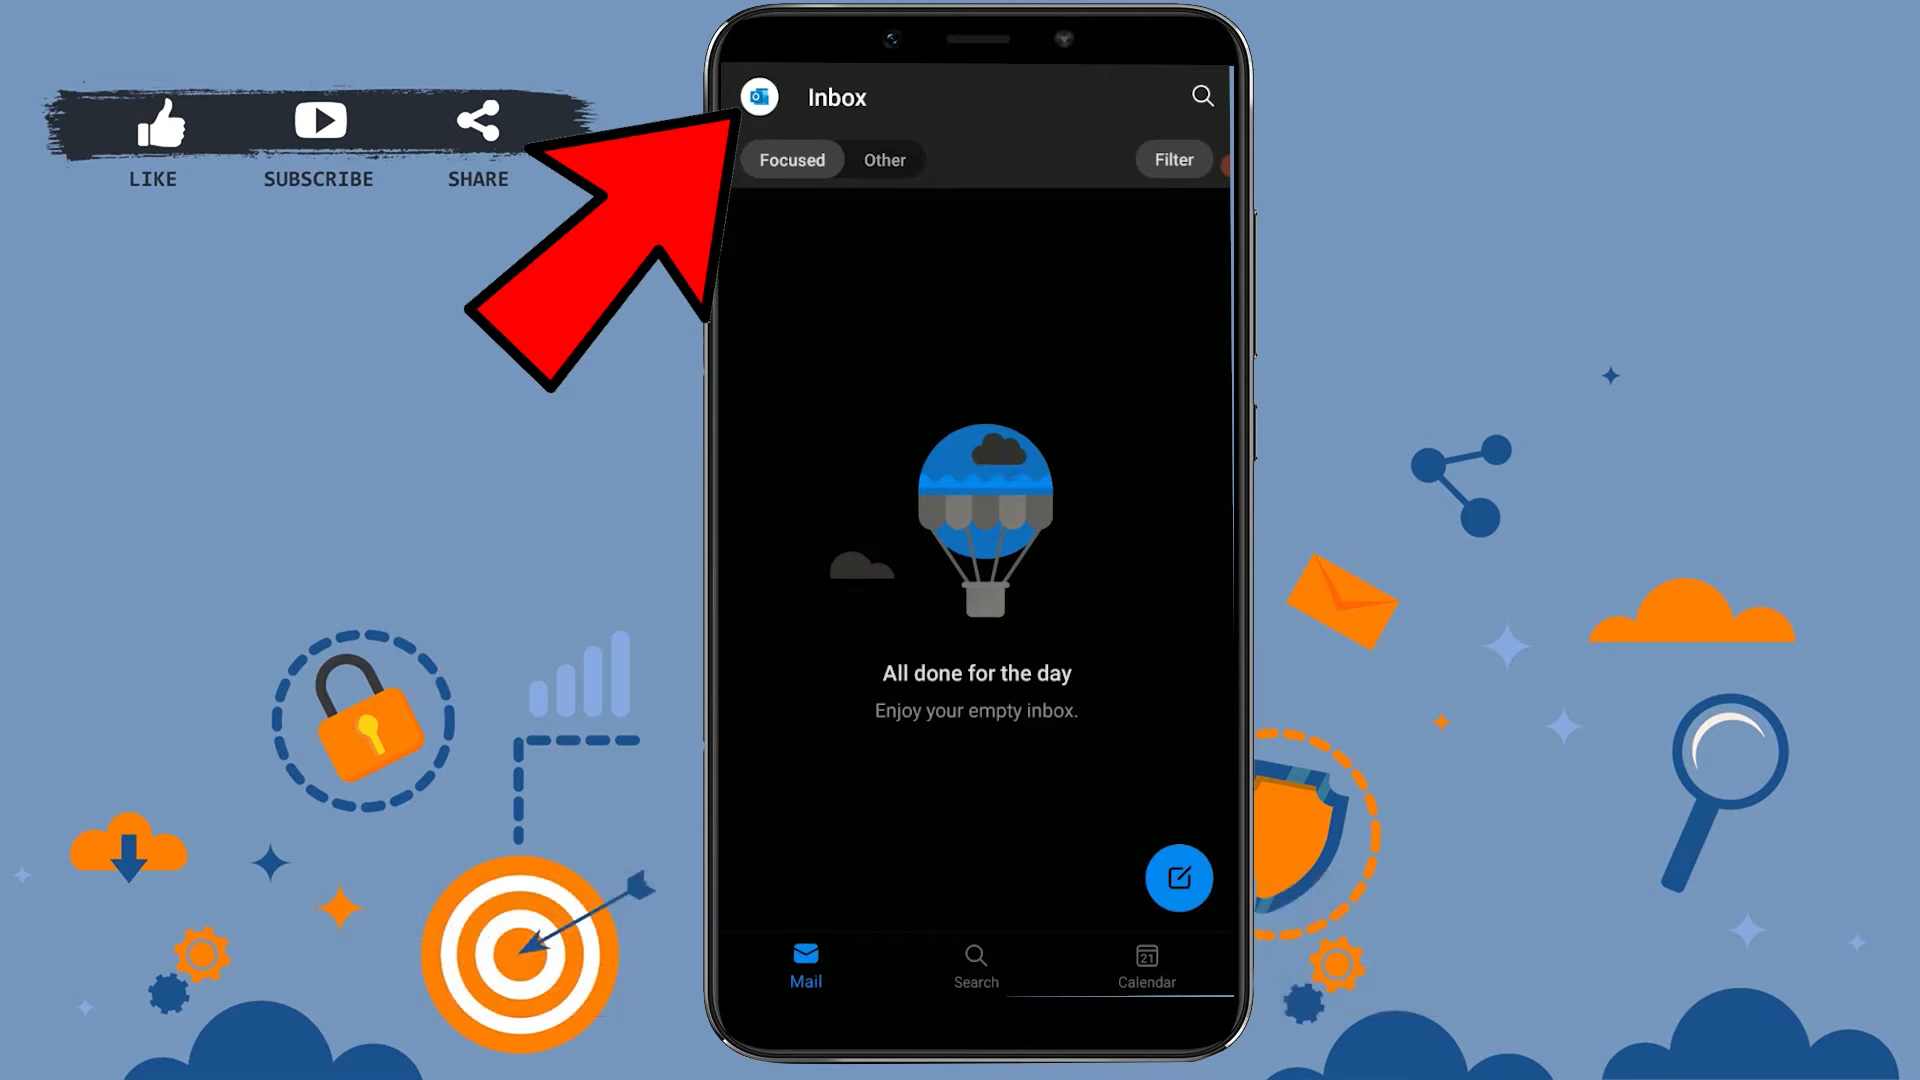 LIKE
SUBSCRIBE
SHARE
Inbox
Focused
Other
Filter
All done for the day
Enjoy your empty inbox.
Mail
Search
21
Calendar